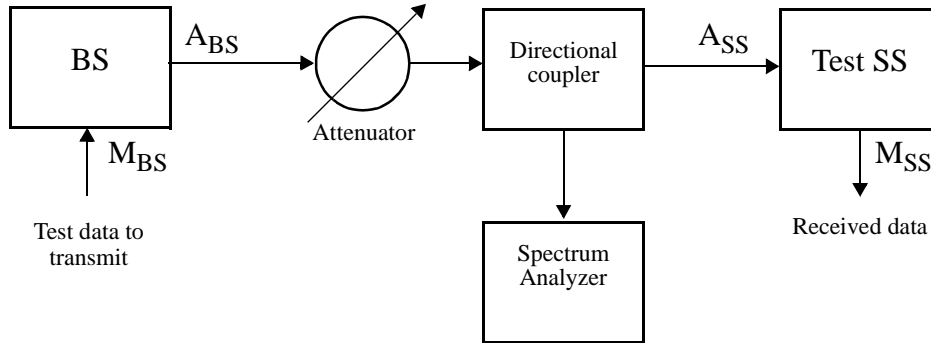 BS
A_BS
Attenuator
Directional
coupler
A_SS
Test SS
M_BS
M_SS
Test data to
transmit
Spectrum
Analyzer
Received data